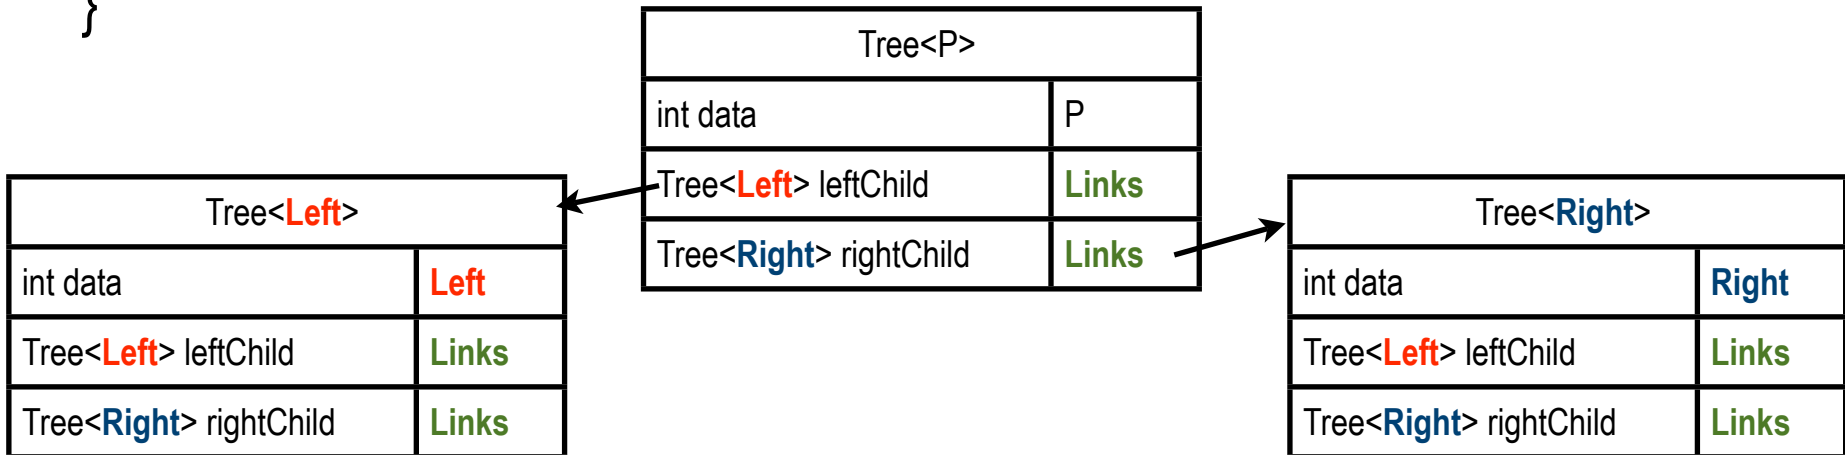 }
Tree<P>
int data P
Tree<Left> leftChild Links
Tree<Right> rightChild Links
Tree<Left>
int data Left
Tree<Left> leftChild Links
Tree<Right> rightChild Links
Tree<Right>
int data Right
Tree<Left> leftChild Links
Tree<Right> rightChild Links